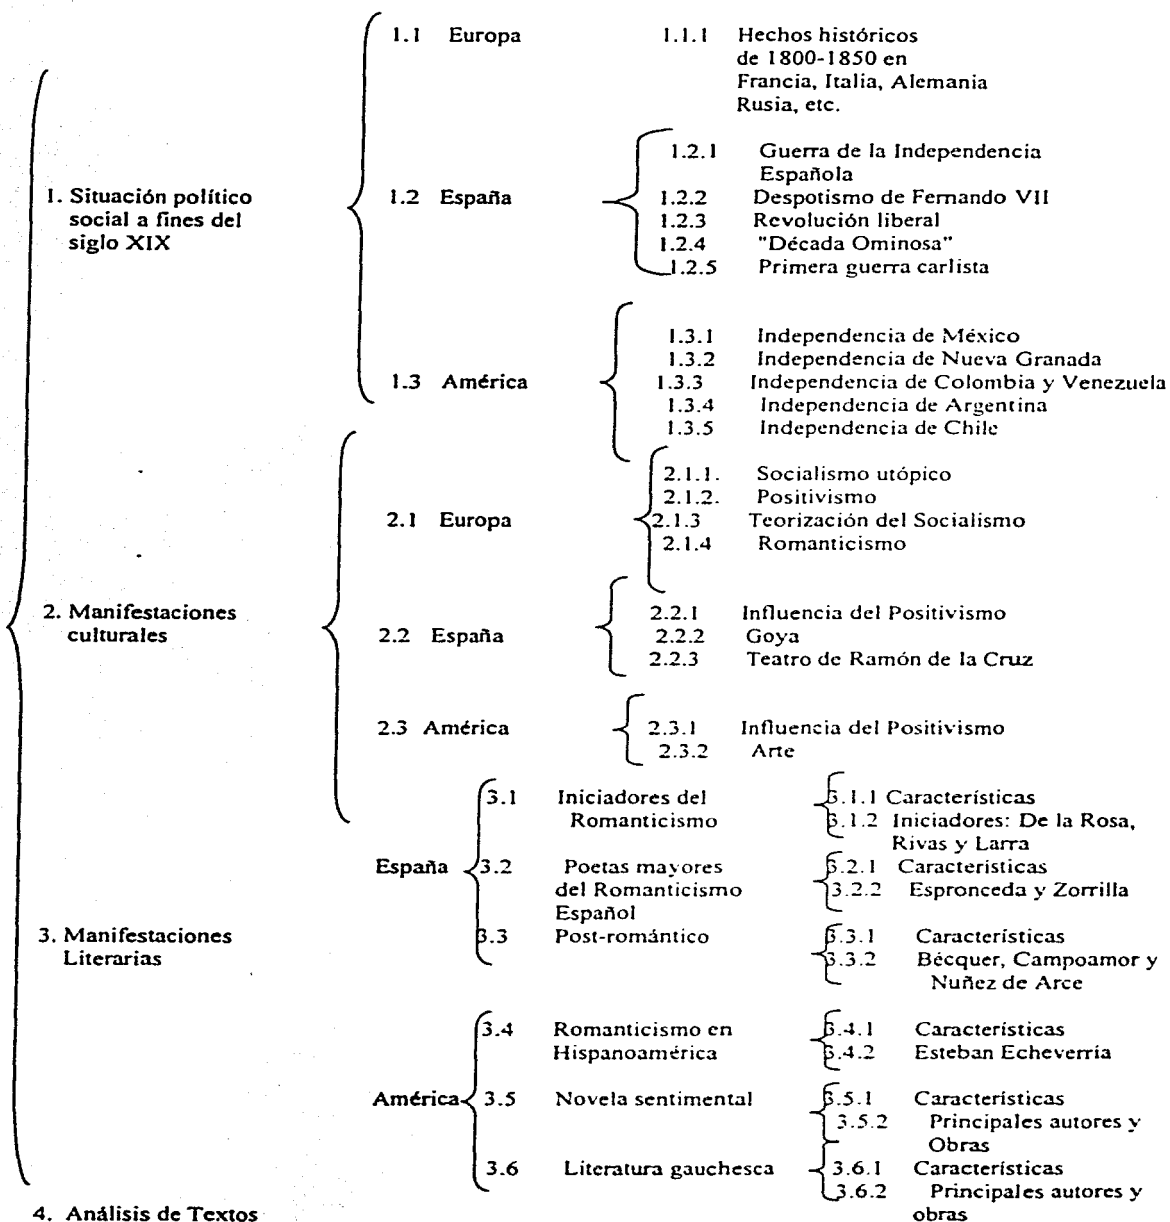 1.1 Europa 1.1.1 Hechos históricos
de 1800-1850 en
Francia, Italia, Alemania
Rusia, etc.
1. Situación político
social a fines del
siglo XIX
1.2 España
1.2.1 Guerra de la Independencia
Española
1.2.2 Despotismo de Fernando VII
1.2.3 Revolución liberal
1.2.4 "Década Ominosa"
1.2.5 Primera guerra carlista
1.3 América
1.3.1 Independencia de México
1.3.2 Independencia de Nueva Granada
1.3.3 Independencia de Colombia y Venezuela
1.3.4 Independencia de Argentina
1.3.5 Independencia de Chile
2. Manifestaciones
culturales
2.1 Europa
2.1.1. Socialismo utópico
2.1.2. Positivismo
2.1.3 Teorización del Socialismo
2.1.4 Romanticismo
2.2 España
2.2.1 Influencia del Positivismo
2.2.2 Goya
2.2.3 Teatro de Ramón de la Cruz
2.3 América
2.3.1 Influencia del Positivismo
2.3.2 Arte
3. Manifestaciones
Literarias
España
3.1 Iniciadores del
Romanticismo
3.1.1 Características
3.1.2 Iniciadores: De la Rosa,
Rivas y Larra
3.2 Poetas mayores
del Romanticismo
Español
3.2.1 Características
3.2.2 Espronceda y Zorrilla
3.3 Post-romántico
3.3.1 Características
3.3.2 Bécquer, Campoamor y
Nuñez de Arce
América
3.4 Romanticismo en
Hispanoamérica
3.4.1 Características
3.4.2 Esteban Echeverría
3.5 Novela sentimental
3.5.1 Características
3.5.2 Principales autores y
Obras
3.6 Literatura gauchesca
3.6.1 Características
3.6.2 Principales autores y
obras
4. Análisis de Textos